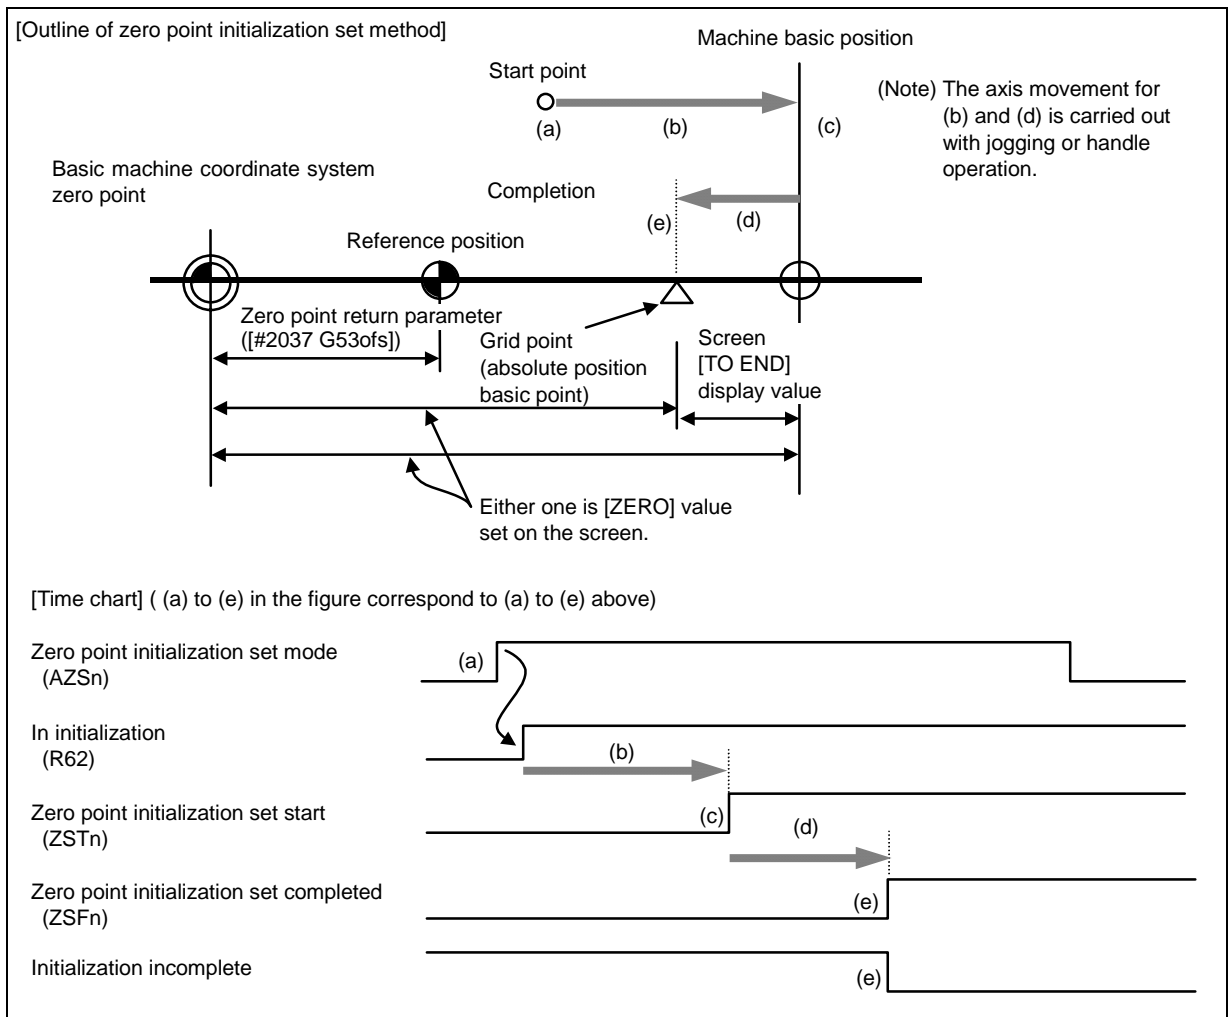 [Outline of zero point initialization set method]
Machine basic position
Start point
(a)
(b)
(c)
(Note) The axis movement for
(b) and (d) is carried out
with jogging or handle
operation.
Basic machine coordinate system
zero point
Completion
(e)
(d)
Reference position
Zero point return parameter
([#2037 G53ofs])
Grid point
(absolute position
basic point)
Screen
[TO END]
display value
Either one is [ZERO] value
set on the screen.
[Time chart] ( (a) to (e) in the figure correspond to (a) to (e) above)
Zero point initialization set mode
(AZSn)
(a)
In initialization
(R62)
(b)
Zero point initialization set start
(ZSTn)
(c)
(d)
Zero point initialization set completed
(ZSFn)
(e)
Initialization incomplete
(e)